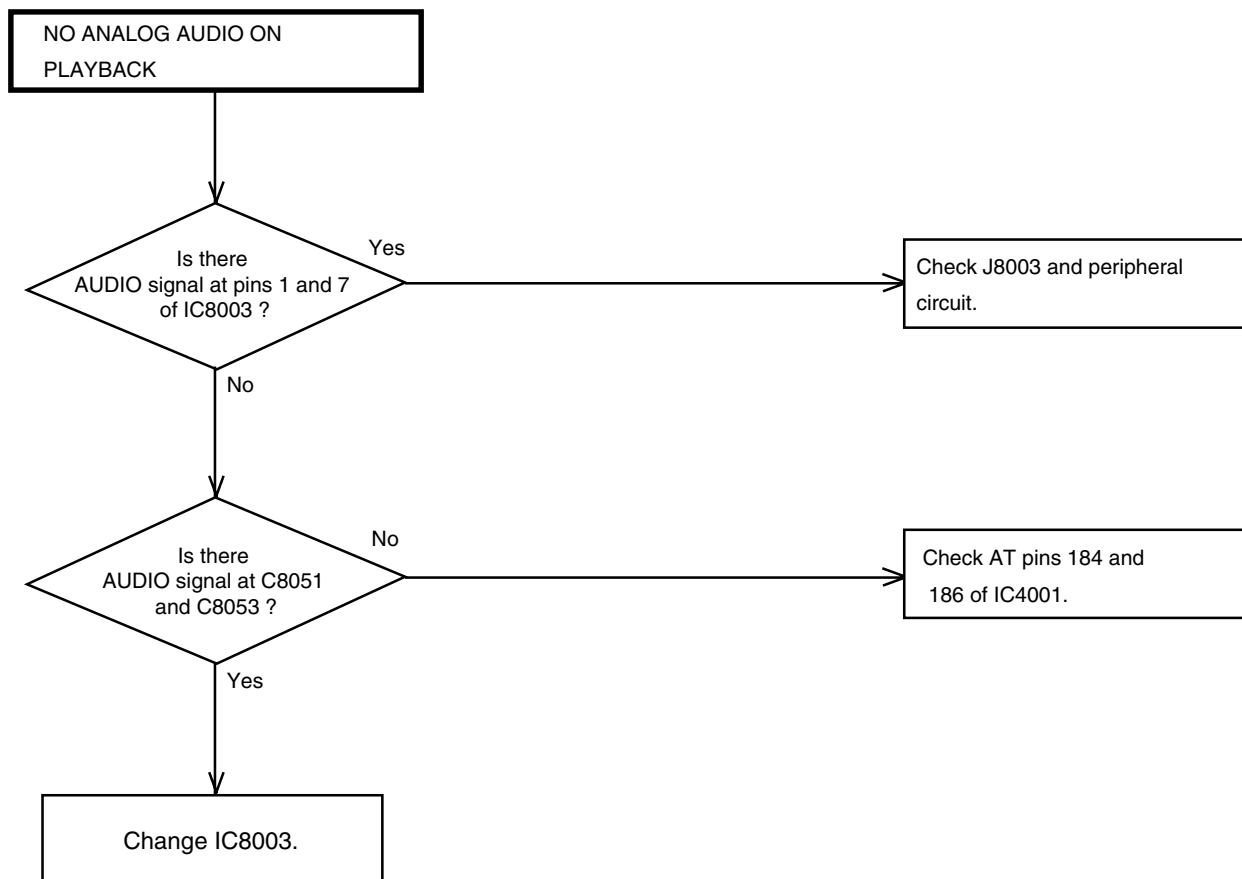 NO ANALOG AUDIO ON
PLAYBACK
Is there
AUDIO signal at pins 1 and 7
of IC8003 ?
Yes
Check J8003 and peripheral
circuit.
No
Is there
AUDIO signal at C8051
and C8053 ?
No
Check AT pins 184 and
186 of IC4001.
Yes
Change IC8003.